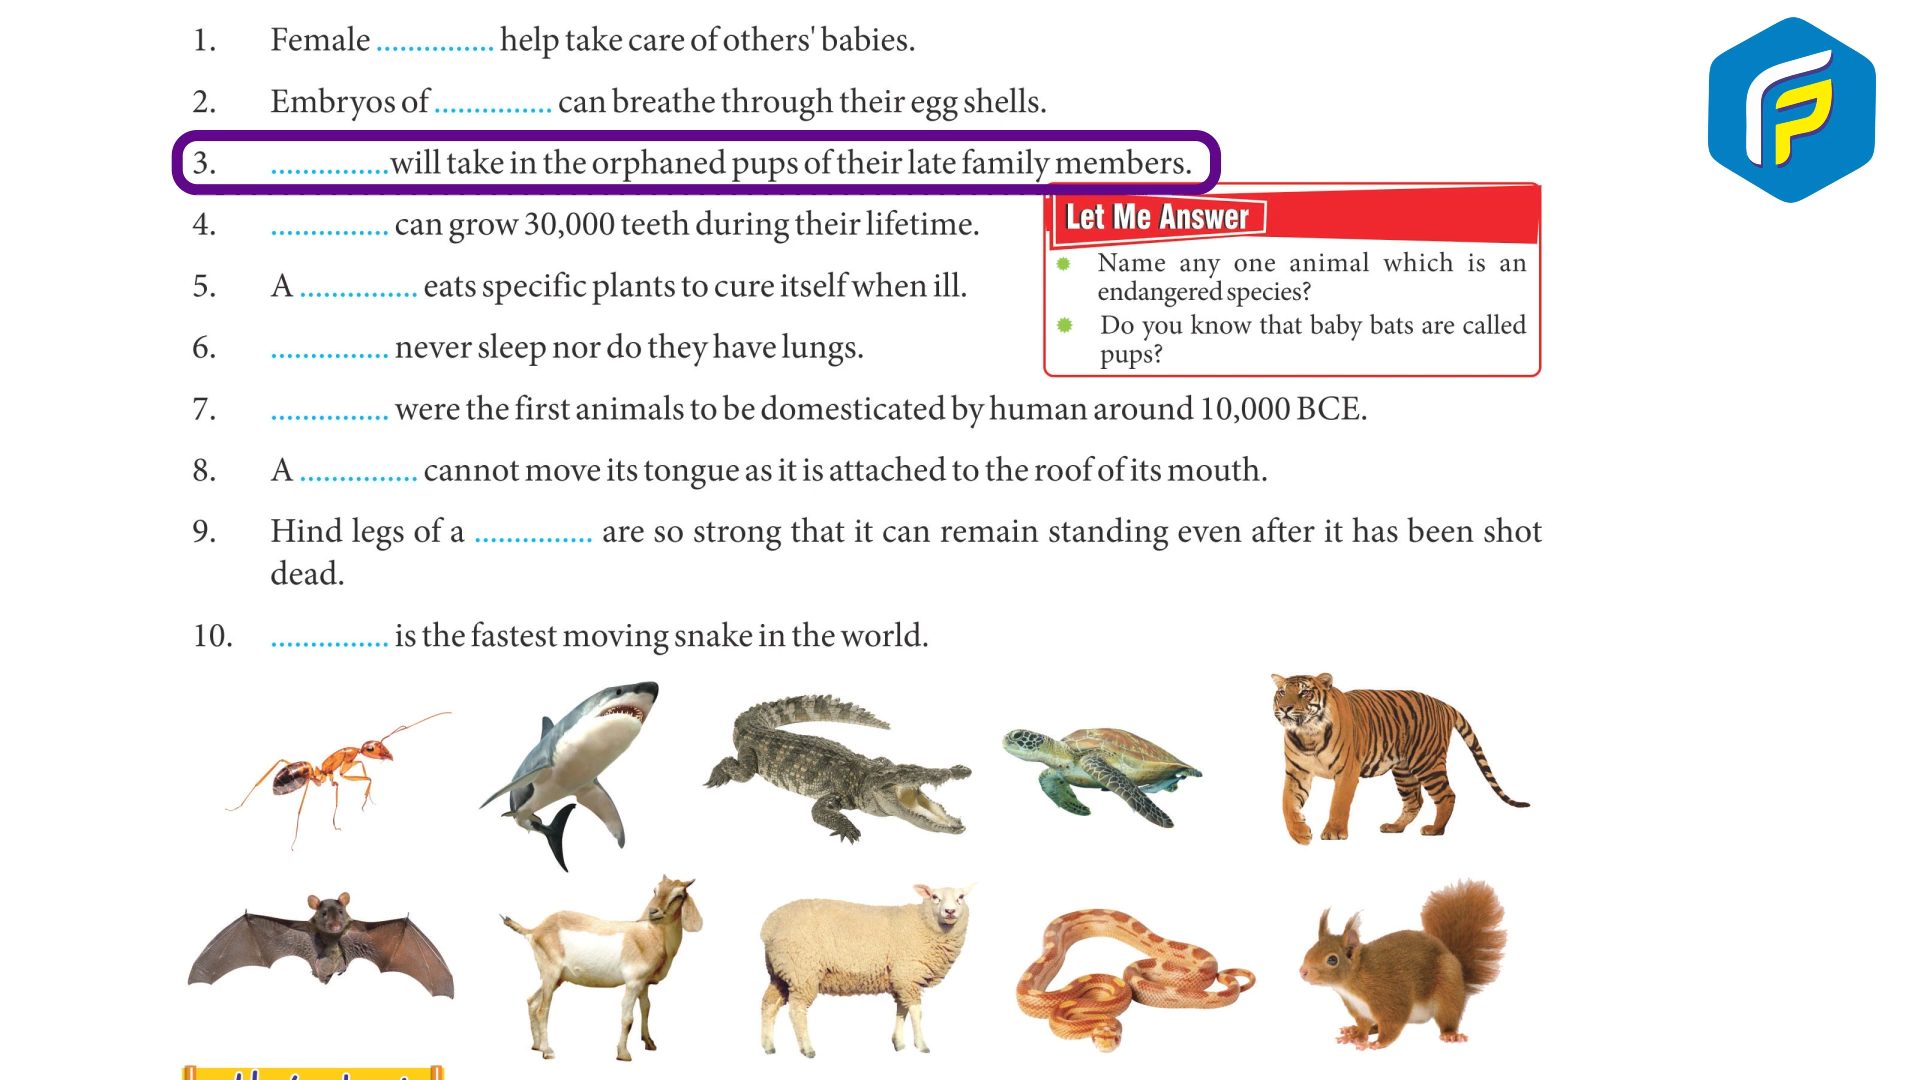 1. Female ............... help take care of others' babies.
2. Embryos of ............... can breathe through their egg shells.
3. ...............will take in the orphaned pups of their late family members.
4. ............... can grow 30,000 teeth during their lifetime.
Let Me Answer
Name any one animal which is an
endangered species?
Do you know that baby bats are called
pups?
5. A ............... eats specific plants to cure itself when ill.
6. ............... never sleep nor do they have lungs.
7. ............... were the first animals to be domesticated by human around 10,000 BCE.
8. A ............... cannot move its tongue as it is attached to the roof of its mouth.
9. Hind legs of a ............... are so strong that it can remain standing even after it has been shot
dead.
10. ............... is the fastest moving snake in the world.